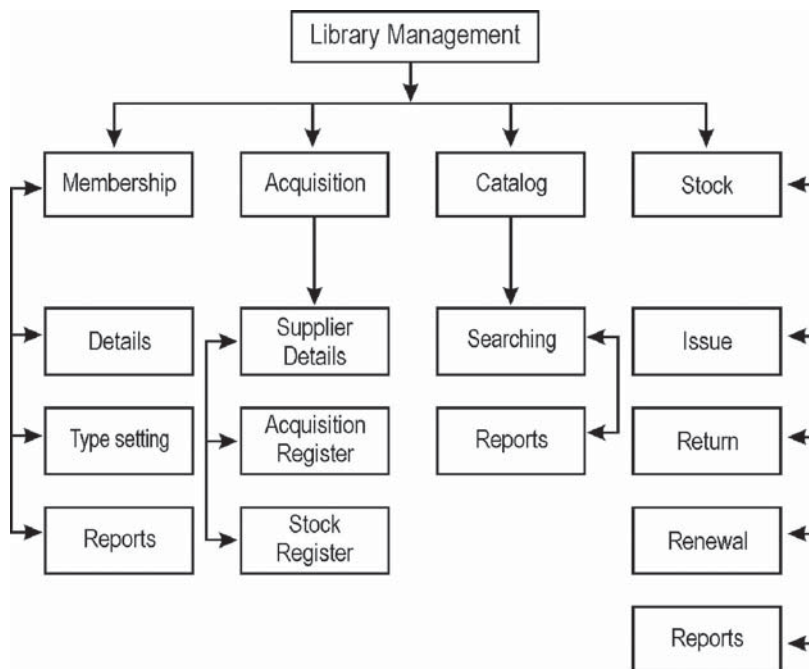 Library Management
Membership
Acquisition
Catalog
Stock
Details
Supplier
Details
Searching
Issue
Type setting
Acquisition
Register
Reports
Return
Reports
Stock
Register
Renewal
Reports